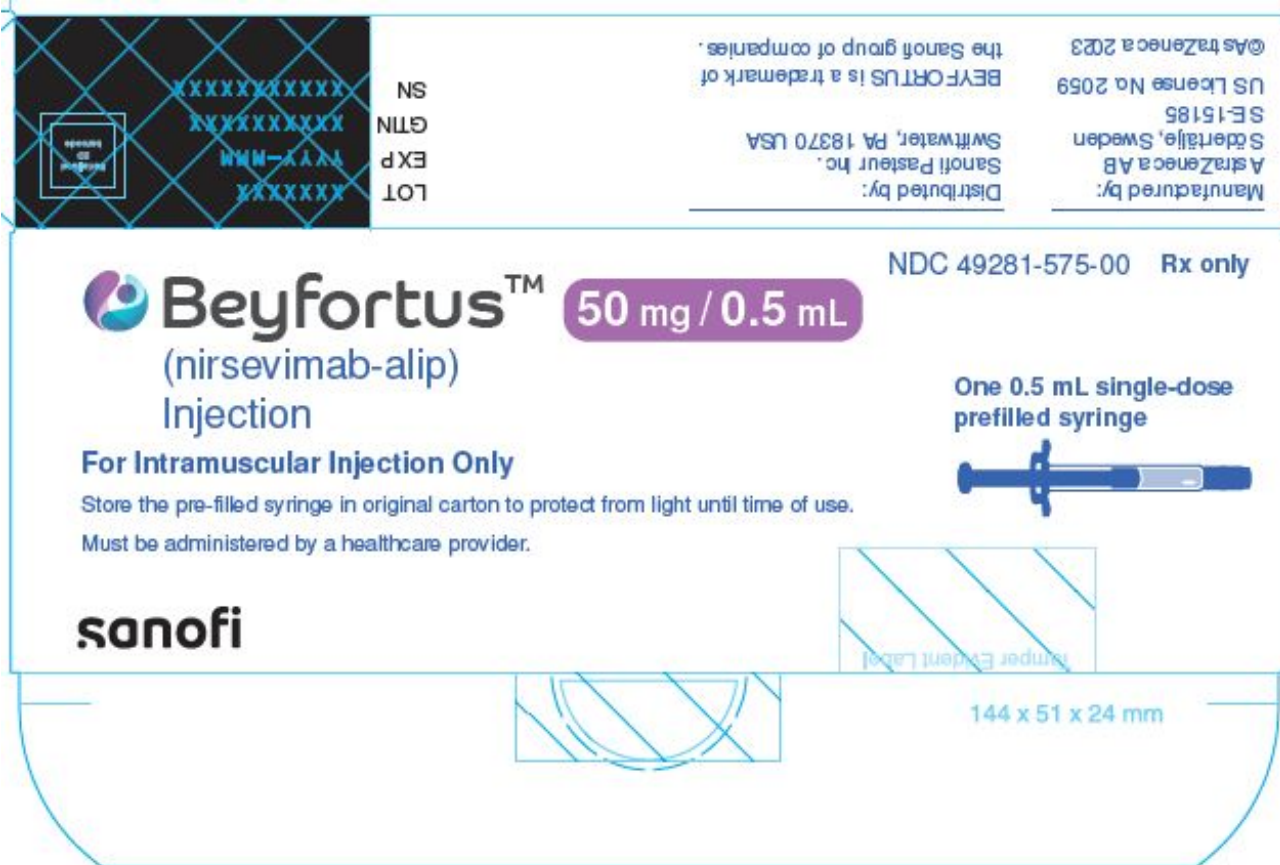 SN XXXXXXXXXXX
GTIN XXXXXXXXXX
EXP YYYY-MMM
LOT XXXXXXX
Distributed by:
Sanofi Pasteur Inc.
Swiftwater, PA 18370 USA
BEYFORTUS is a trademark of
the Sanofi group of companies.
Manufactured by:
AstraZeneca AB
Södertälje, Sweden
SE-15185
US License No. 2059
©AstraZeneca 2023
NDC 49281-575-00 Rx only
Beyfortus™ 50 mg / 0.5 mL
(nirsevimab-alip)
Injection
One 0.5 mL single-dose
prefilled syringe
For Intramuscular Injection Only
Store the pre-filled syringe in original carton to protect from light until time of use.
Must be administered by a healthcare provider.
sanofi
Tamper Evident Label
144 x 51 x 24 mm